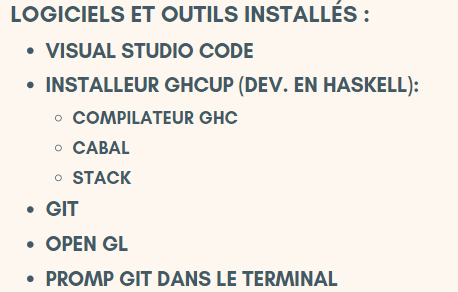 LOGICIELS ET OUTILS INSTALLÉS :
• VISUAL STUDIO CODE
• INSTALLEUR GHCUP (DEV. EN HASKELL):
○ COMPILATEUR GHC
○ CABAL
○ STACK
• GIT
• OPEN GL
• PROMP GIT DANS LE TERMINAL